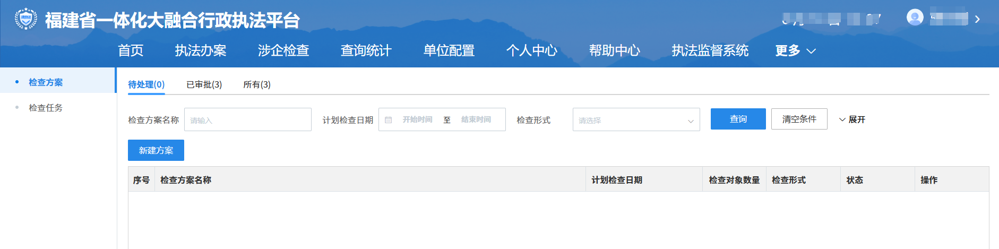 福建省一体化大融合行政执法平台
首页 执法办案 涉企检查 查询统计 单位配置 个人中心 帮助中心 执法监督系统 更多
检查方案
检查任务
待处理(0) 已审批(3) 所有(3)
检查方案名称 请输入 计划检查日期 开始时间 至 结束时间 检查形式 请选择 查询 清空条件 展开
新建方案
序号 检查方案名称 计划检查日期 检查对象数量 检查形式 状态 操作